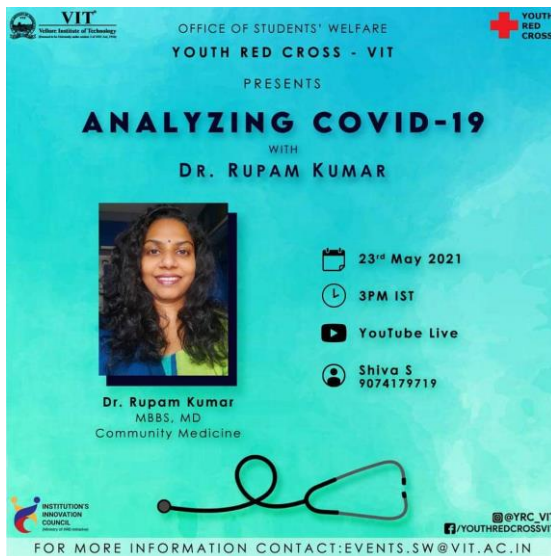 VIT®
Vellore Institute of Technology
OFFICE OF STUDENTS' WELFARE
YOUTH RED CROSS - VIT
YOUTH
RED
CROSS
PRESENTS
ANALYZING COVID-19
WITH
DR. RUPAM KUMAR
23rd May 2021
3PM IST
YouTube Live
Shiva S
9074179719
Dr. Rupam Kumar
MBBS, MD
Community Medicine
INSTITUTION'S
INNOVATION
COUNCIL
@YRC_VIT
/YOUTHREDCROSSVIT
FOR MORE INFORMATION CONTACT:EVENTS.SW@VIT.AC.IN